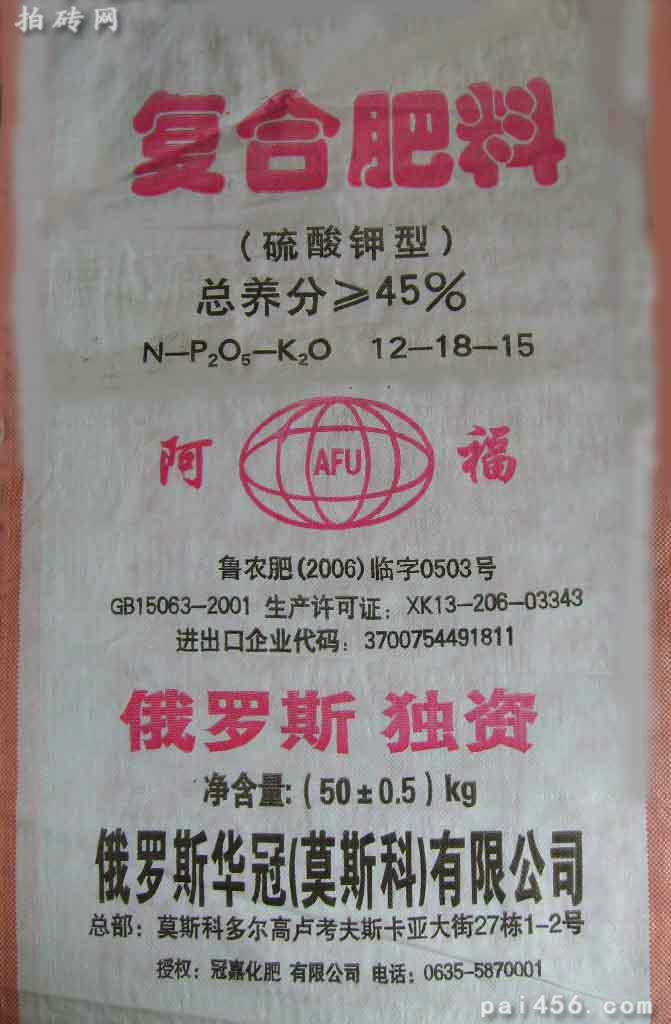 拍砖网
复合肥料
(硫酸钾型)
总养分≥45%
N—P₂O₅—K₂O 12—18—15
阿 AFU 福
鲁农肥(2006)临字0503号
GB15063—2001 生产许可证: XK13-206-03343
进出口企业代码: 3700754491811
俄罗斯 独资
净含量:(50±0.5)kg
俄罗斯华冠(莫斯科)有限公司
总部: 莫斯科多尔高卢考夫斯卡亚大街27栋1-2号
授权: 冠嘉化肥 有限公司 电话: 0635-5870001
pai456.com